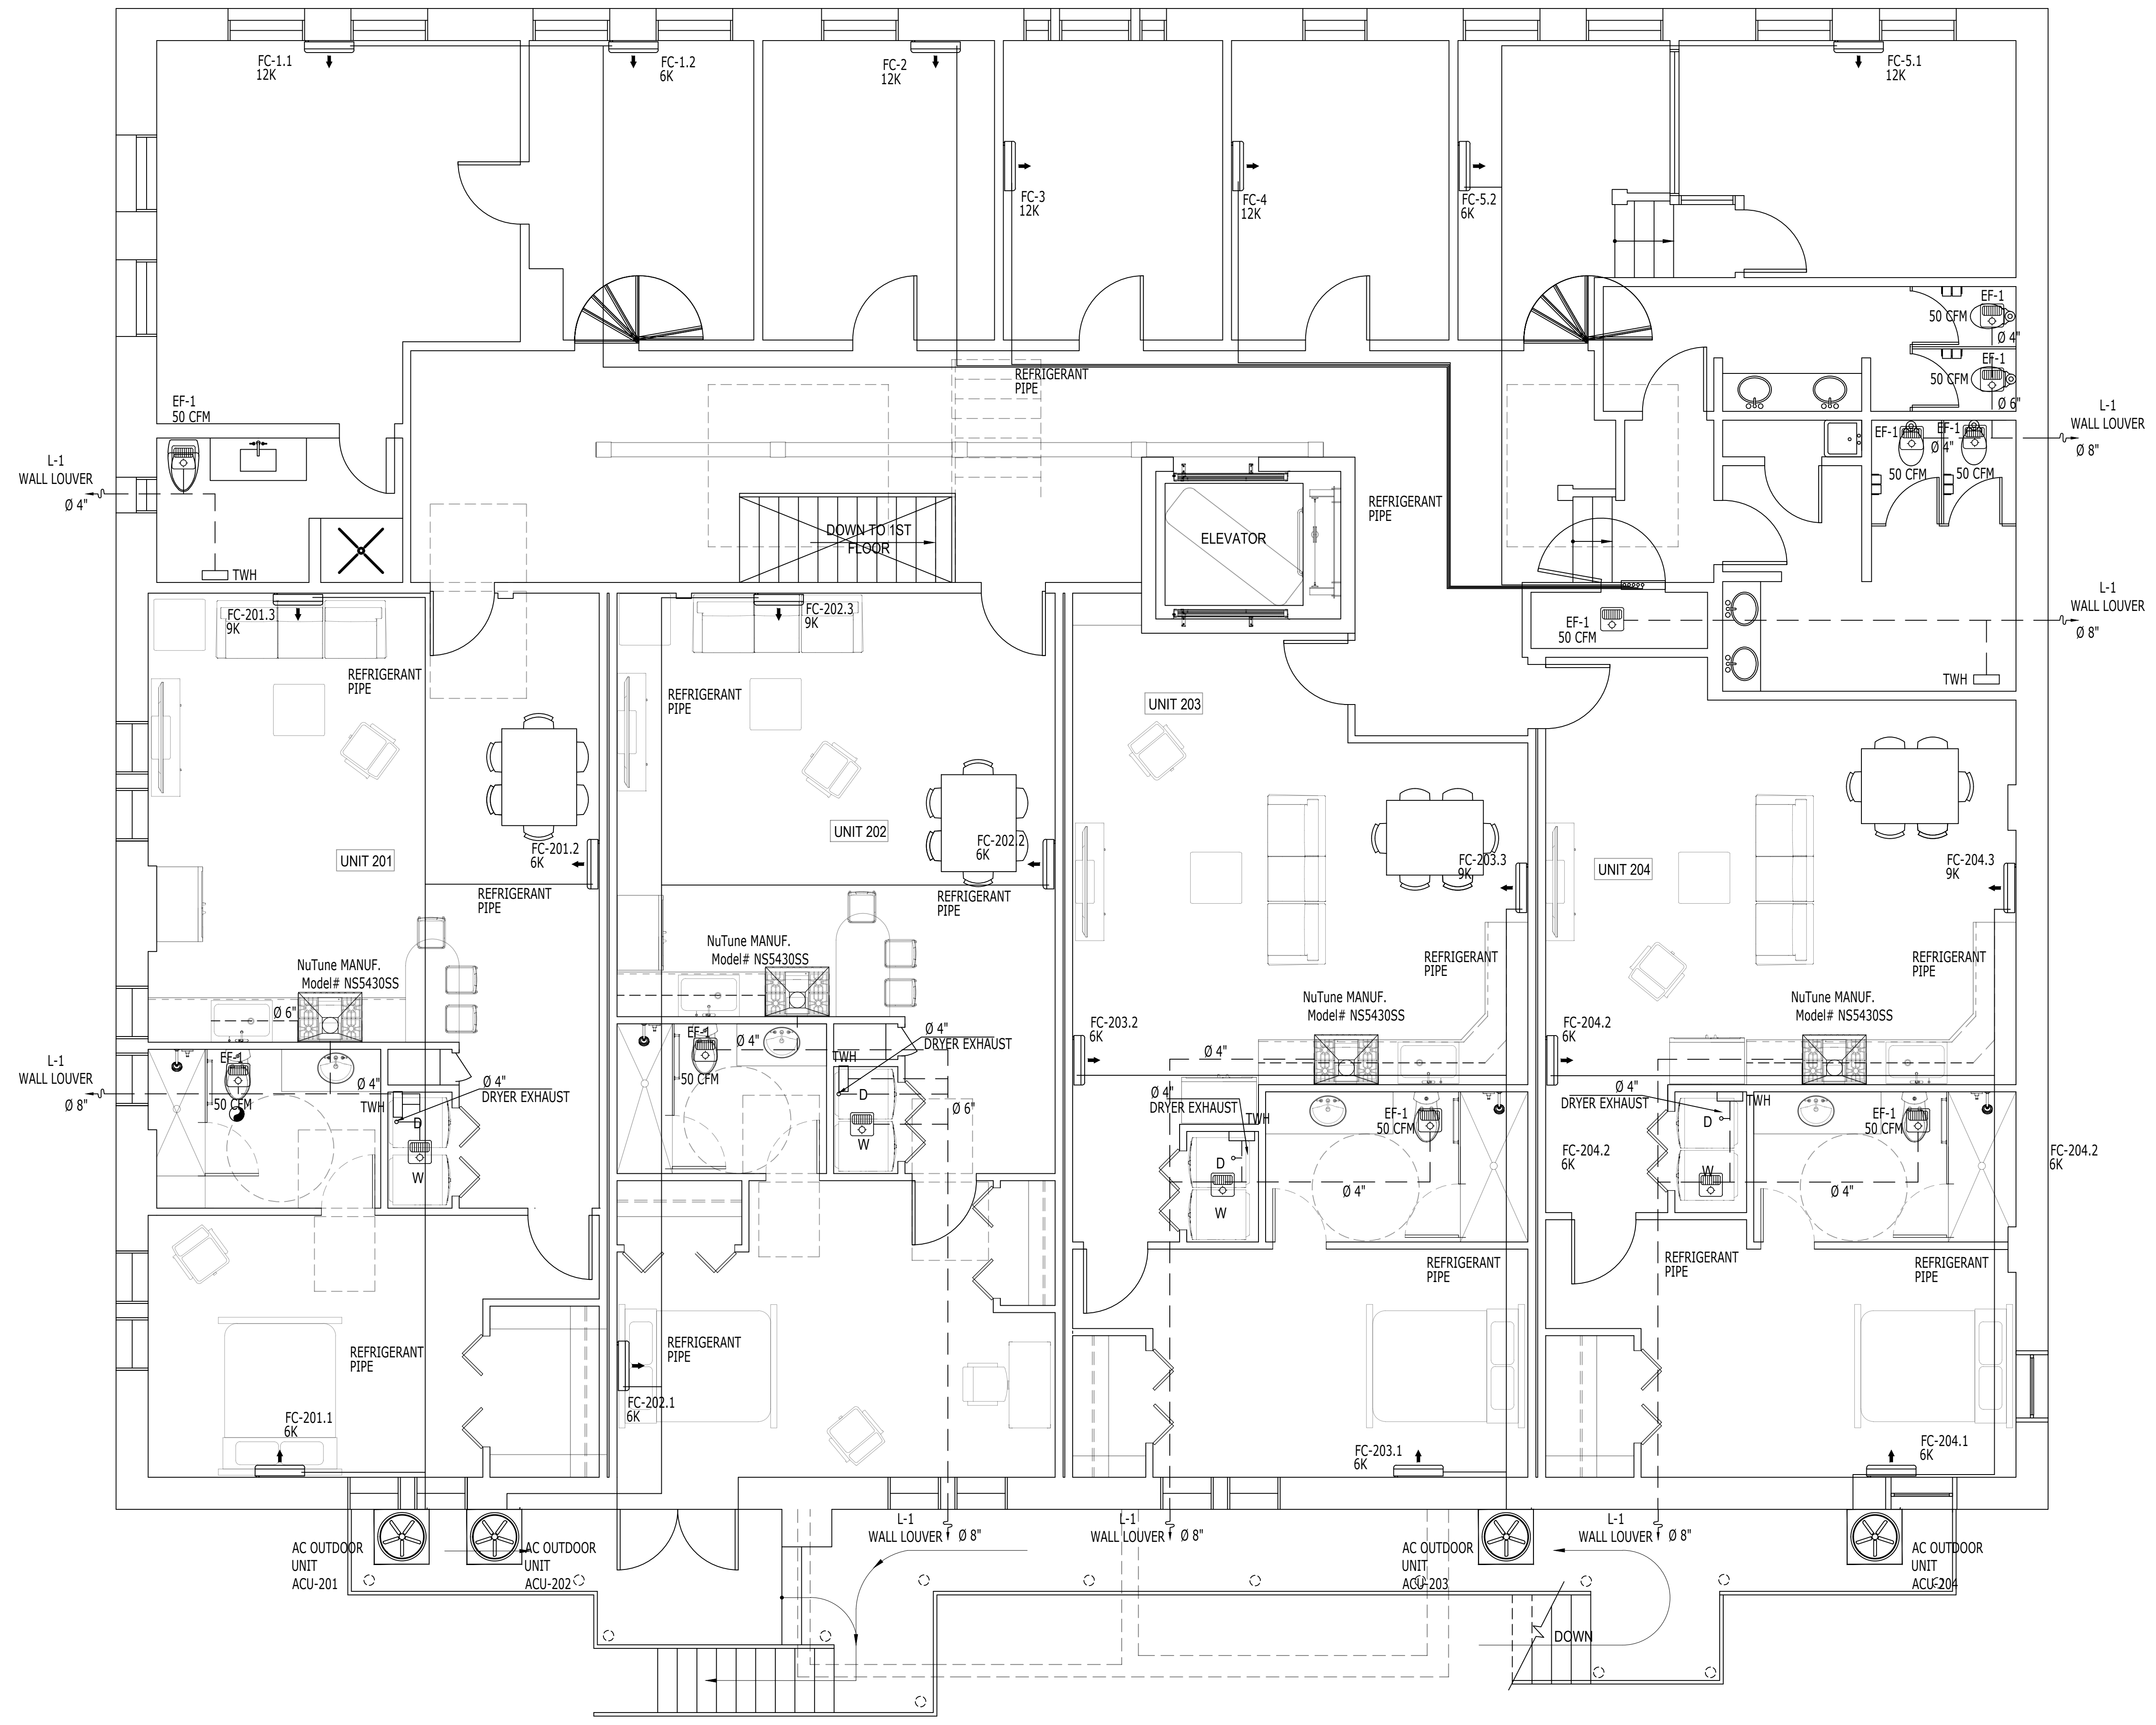 FC-1.1
12K
FC-1.2
6K
FC-2
12K
FC-5.1
12K
FC-3
12K
FC-4
12K
FC-5.2
6K
EF-1
50 CFM
Ø 4"
EF-1
50 CFM
Ø 6"
REFRIGERANT
PIPE
EF-1
50 CFM
L-1
WALL LOUVER
Ø 8"
EF-1
50 CFM
Ø 4"
EF-1
50 CFM
L-1
WALL LOUVER
Ø 4"
REFRIGERANT
PIPE
DOWN TO 1ST
FLOOR
ELEVATOR
TWH
L-1
WALL LOUVER
Ø 8"
EF-1
50 CFM
TWH
FC-201.3
9K
FC-202.3
9K
REFRIGERANT
PIPE
REFRIGERANT
PIPE
UNIT 203
UNIT 201
UNIT 202
UNIT 204
FC-201.2
6K
FC-202.2
6K
FC-203.3
9K
FC-204.3
9K
REFRIGERANT
PIPE
REFRIGERANT
PIPE
NuTune MANUF.
Model# NS5430SS
NuTune MANUF.
Model# NS5430SS
REFRIGERANT
PIPE
REFRIGERANT
PIPE
NuTune MANUF.
Model# NS5430SS
NuTune MANUF.
Model# NS5430SS
Ø 6"
FC-203.2
6K
FC-204.2
6K
EF-1
50 CFM
Ø 4"
TWH
Ø 4"
DRYER EXHAUST
D
W
Ø 6"
L-1
WALL LOUVER
Ø 8"
EF-1
50 CFM
Ø 4"
TWH
Ø 4"
DRYER EXHAUST
D
W
Ø 4"
Ø 4"
DRYER EXHAUST
TWH
D
W
EF-1
50 CFM
Ø 4"
Ø 4"
DRYER EXHAUST
TWH
D
W
EF-1
50 CFM
Ø 4"
FC-204.2
6K
FC-204.2
6K
REFRIGERANT
PIPE
REFRIGERANT
PIPE
REFRIGERANT
PIPE
REFRIGERANT
PIPE
REFRIGERANT
PIPE
FC-201.1
6K
FC-202.1
6K
FC-203.1
6K
FC-204.1
6K
L-1
WALL LOUVER
Ø 8"
L-1
WALL LOUVER
Ø 8"
L-1
WALL LOUVER
Ø 8"
AC OUTDOOR
UNIT
ACU-201
AC OUTDOOR
UNIT
ACU-202
AC OUTDOOR
UNIT
ACU-203
AC OUTDOOR
UNIT
ACU-204
DOWN